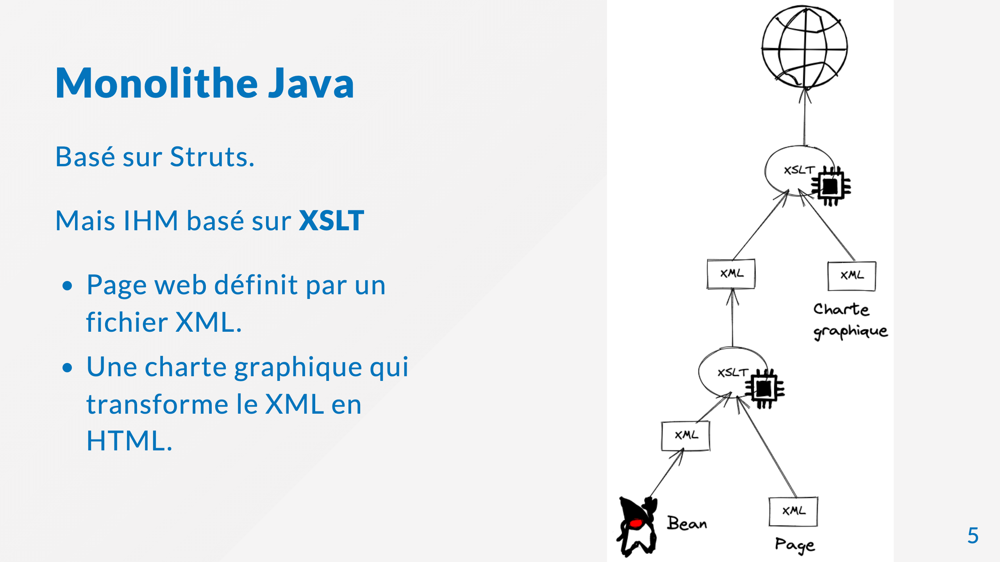 Monolithe Java
Basé sur Struts.
Mais IHM basé sur XSLT
Page web définit par un
fichier XML.
Une charte graphique qui
transforme le XML en
HTML.
XSLT
XML
XML
Charte
graphique
XSLT
XML
Bean
XML
Page
5